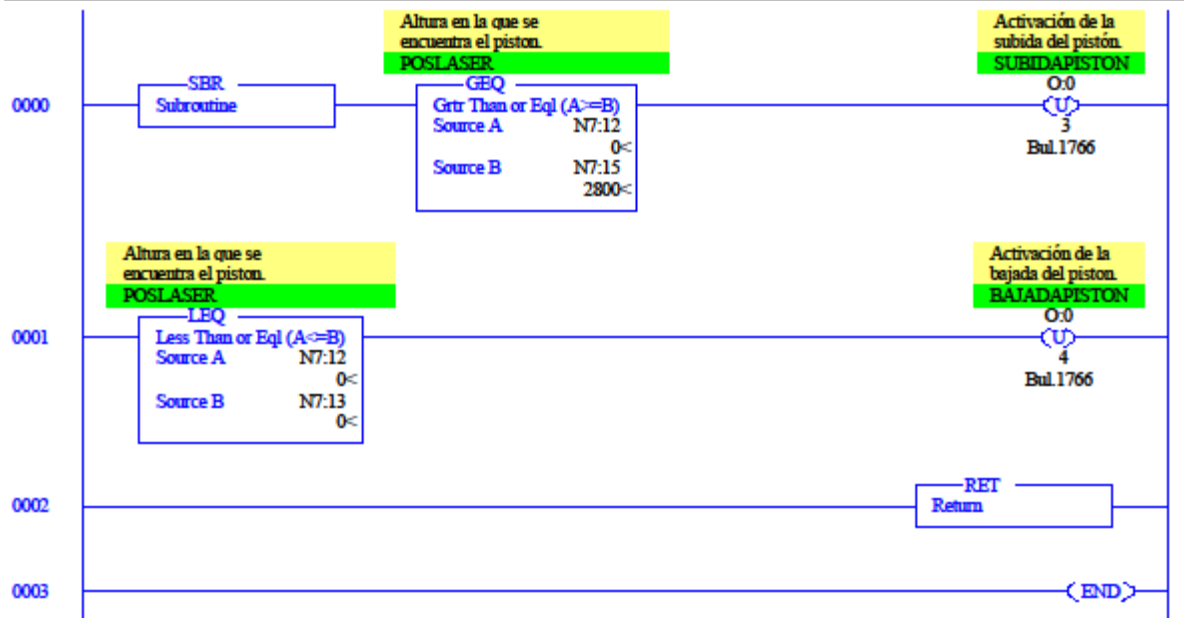 Altura en la que se
encuentra el piston.
POSLASER
Activación de la
subida del pistón.
SUBIDAPISTON
0000
SBR
Subroutine
GEQ
Grtr Than or Eql (A>=B)
Source A N7:12
0<
Source B N7:15
2800<
O:0
U
3
Bul.1766
Altura en la que se
encuentra el piston.
POSLASER
Activación de la
bajada del piston.
BAJADAPISTON
0001
LEQ
Less Than or Eql (A<=B)
Source A N7:12
0<
Source B N7:13
0<
O:0
U
4
Bul.1766
0002
RET
Return
0003
END